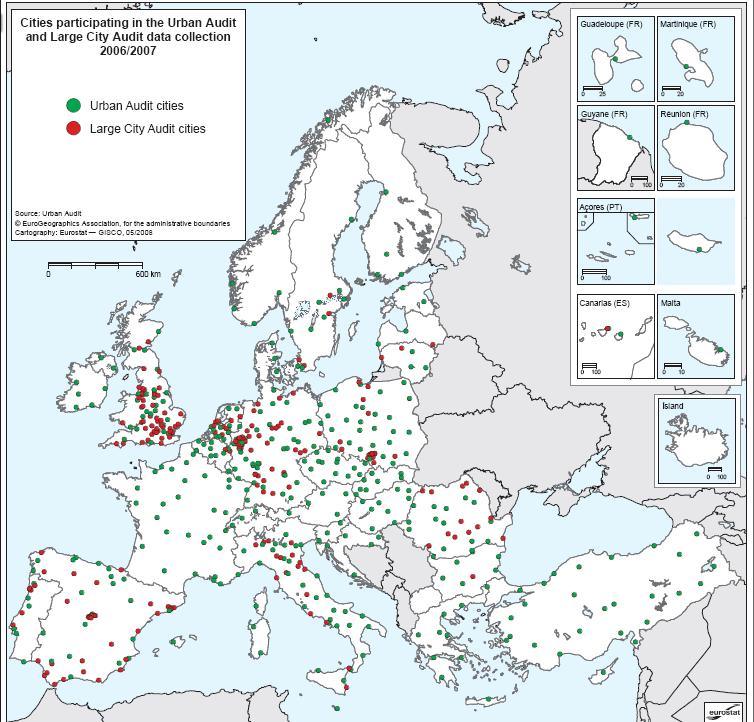 Cities participating in the Urban Audit
and Large City Audit data collection
2006/2007
Urban Audit cities
Large City Audit cities
Source: Urban Audit
© EuroGeographics Association, for the administrative boundaries
Cartography: Eurostat — GISCO, 05/2008
0 600 km
Guadeloupe (FR)
0 25
Martinique (FR)
0 20
Guyane (FR)
0 100
Réunion (FR)
0 20
Açores (PT)
0 100
Canarias (ES)
0 100
Malta
0 10
Island
0 100
eurostat